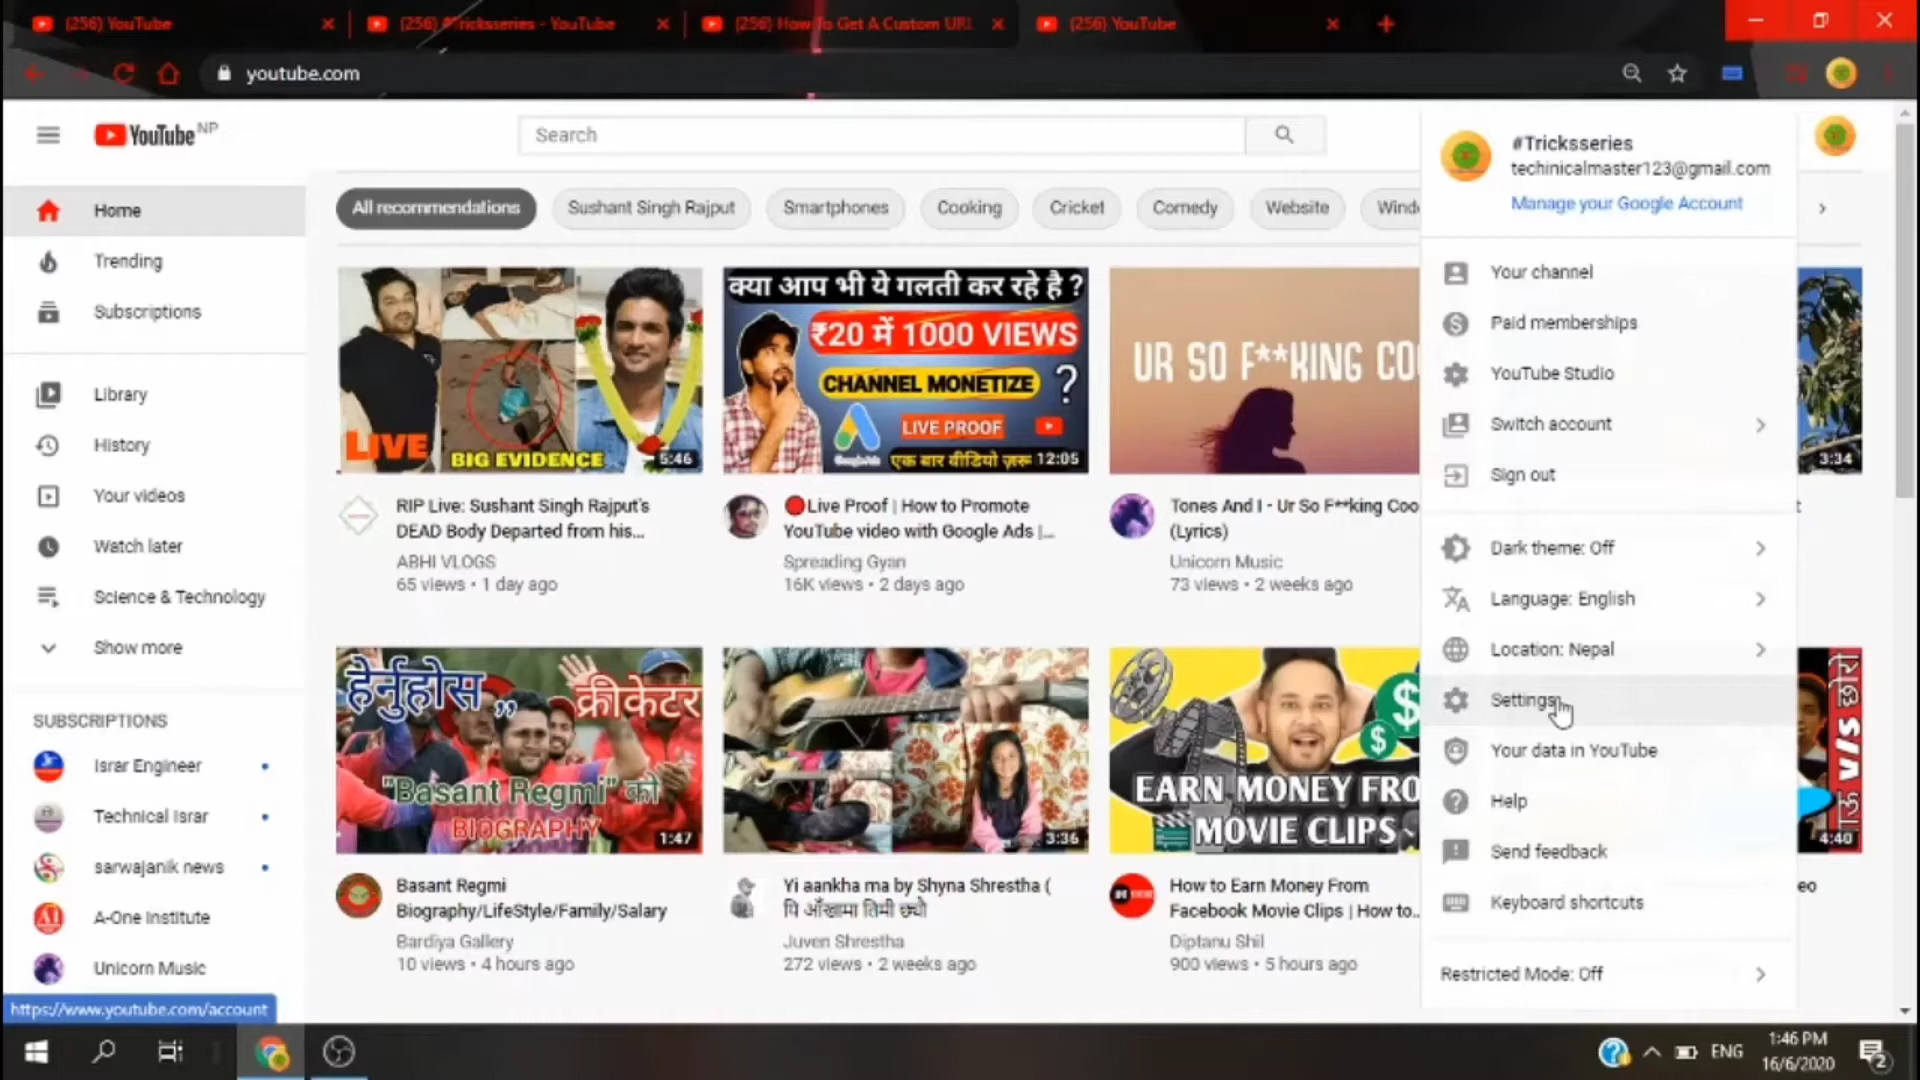 (256) YouTube
(256) #Tricksseries - YouTube
(256) How To Get A Custom URL
(256) YouTube
youtube.com
YouTube NP
Search
#Tricksseries
techinicalmaster123@gmail.com
Manage your Google Account
Home
Trending
Subscriptions
Library
History
Your videos
Watch later
Science & Technology
Show more
SUBSCRIPTIONS
Israr Engineer
Technical Israr
sarwajanik news
A-One Institute
Unicorn Music
https://www.youtube.com/account
All recommendations
Sushant Singh Rajput
Smartphones
Cooking
Cricket
Comedy
Website
Wind
LIVE
BIG EVIDENCE
5:46
RIP Live: Sushant Singh Rajput's
DEAD Body Departed from his...
ABHI VLOGS
65 views • 1 day ago
क्या आप भी ये गलती कर रहे है ?
₹20 में 1000 VIEWS
CHANNEL MONETIZE ?
LIVE PROOF
Google Ads
एक बार वीडियो ज़रू
12:05
Live Proof | How to Promote
YouTube video with Google Ads |...
Spreading Gyan
16K views • 2 days ago
UR SO F**KING CO
Tones And I - Ur So F**king Coo
(Lyrics)
Unicorn Music
73 views • 2 weeks ago
3:34
हेर्नुहोस ,,
क्रीकेटर
"Basant Regmi" को
BIOGRAPHY
1:47
Basant Regmi
Biography/LifeStyle/Family/Salary
Bardiya Gallery
10 views • 4 hours ago
3:36
Yi aankha ma by Shyna Shrestha (
यि आँखामा तिमी छ्यौ
Juven Shrestha
272 views • 2 weeks ago
EARN MONEY FRO
MOVIE CLIPS
How to Earn Money From
Facebook Movie Clips | How to...
Diptanu Shil
900 views • 5 hours ago
4:40
eo
Your channel
Paid memberships
YouTube Studio
Switch account
Sign out
Dark theme: Off
Language: English
Location: Nepal
Settings
Your data in YouTube
Help
Send feedback
Keyboard shortcuts
Restricted Mode: Off
ENG
1:46 PM
16/6/2020
2